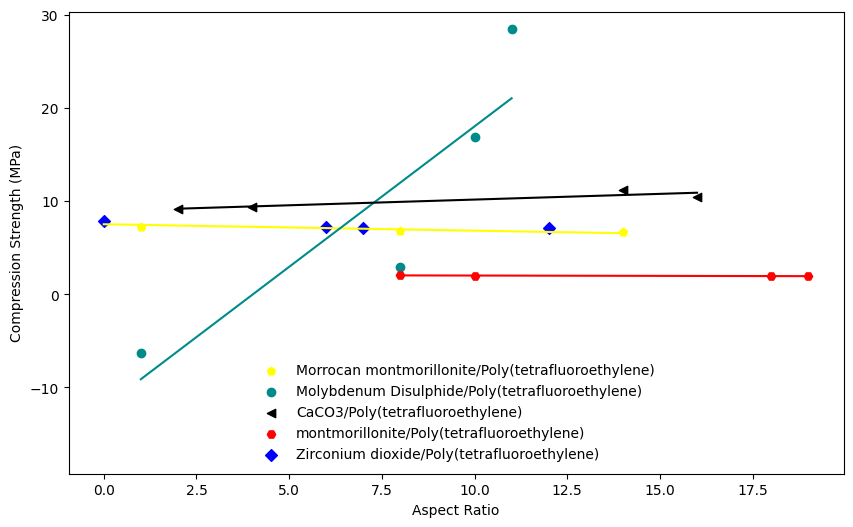 30
20
10
0
−10
Compression Strength (MPa)
Morrocan montmorillonite/Poly(tetrafluoroethylene)
Molybdenum Disulphide/Poly(tetrafluoroethylene)
CaCO3/Poly(tetrafluoroethylene)
montmorillonite/Poly(tetrafluoroethylene)
Zirconium dioxide/Poly(tetrafluoroethylene)
0.0 2.5 5.0 7.5 10.0 12.5 15.0 17.5
Aspect Ratio